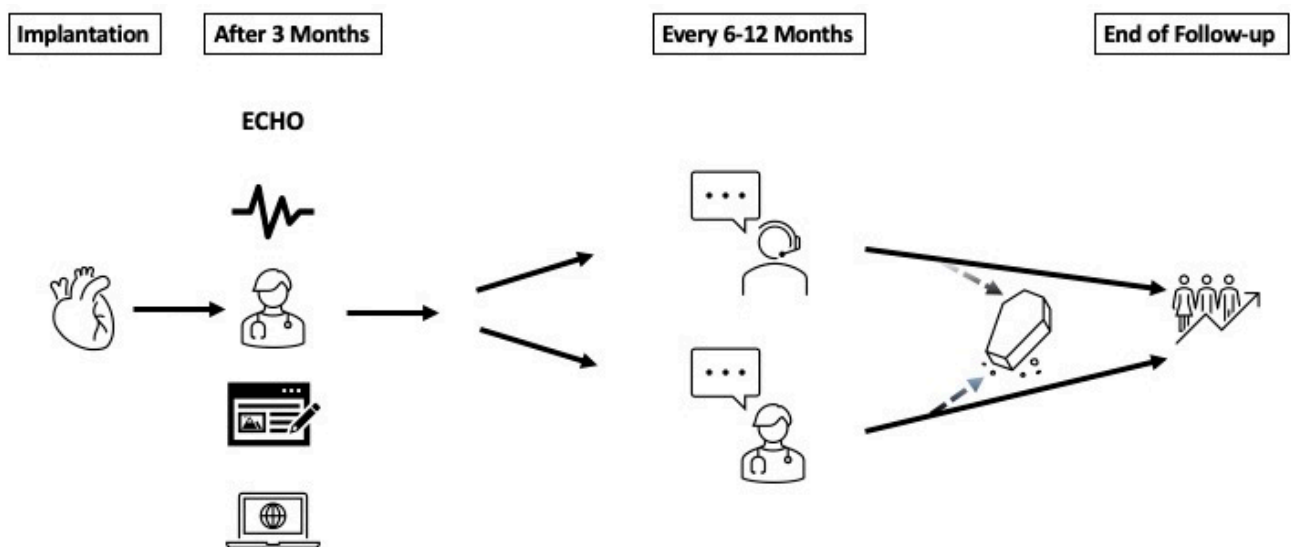 Implantation
After 3 Months
Every 6-12 Months
End of Follow-up
ECHO